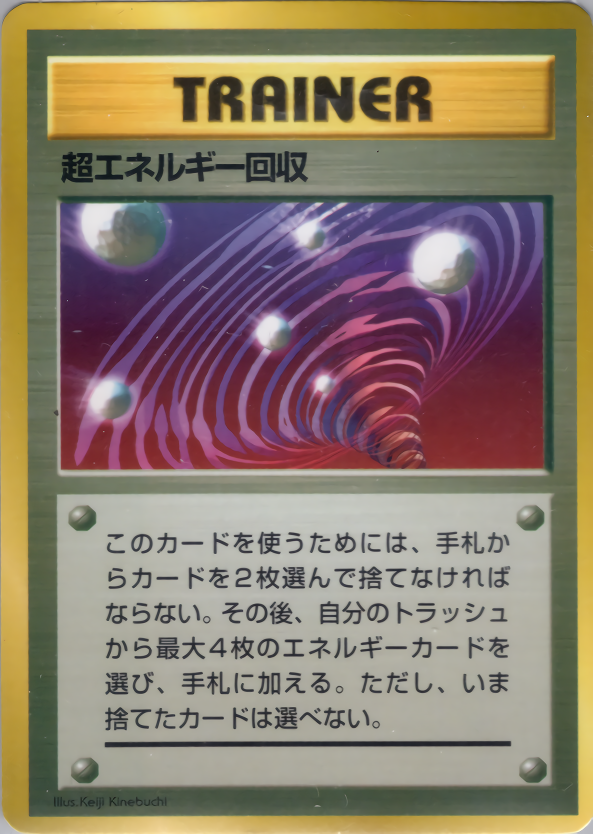 TRAINER
超エネルギー回収
このカードを使うためには、手札か
らカードを2枚選んで捨てなければ
ならない。その後、自分のトラッシュ
から最大4枚のエネルギーカードを
選び、手札に加える。ただし、いま
捨てたカードは選べない。
Illus.Keiji Kinebuchi